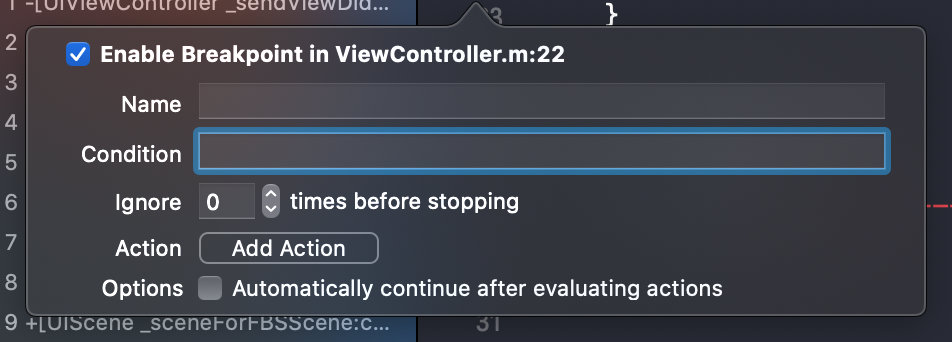 1 -[UIViewController _sendViewDid...
33 }
2
Enable Breakpoint in ViewController.m:22
3
Name
4
Condition
5
6
Ignore 0 times before stopping
7
Action Add Action
8
Options Automatically continue after evaluating actions
9 +[UIScene _sceneForFBSScene:c...
31